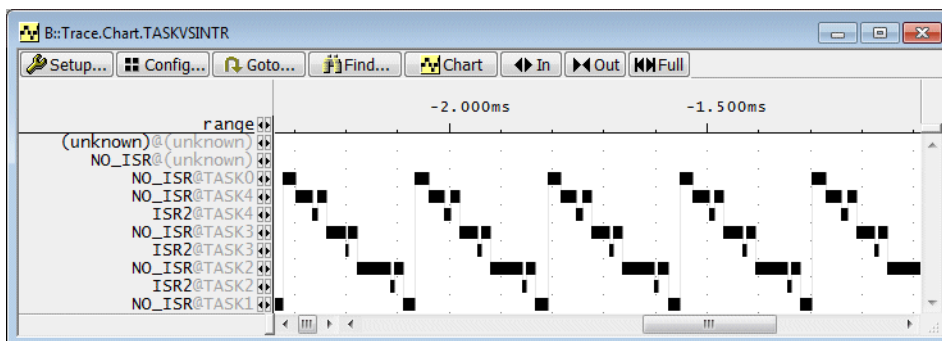 B::Trace.Chart.TASKVSINTR
Setup... Config... Goto... Find... Chart In Out Full
-2.000ms -1.500ms
range
(unknown)@(unknown)
NO_ISR@(unknown)
NO_ISR@TASK0
NO_ISR@TASK4
ISR2@TASK4
NO_ISR@TASK3
ISR2@TASK3
NO_ISR@TASK2
ISR2@TASK2
NO_ISR@TASK1